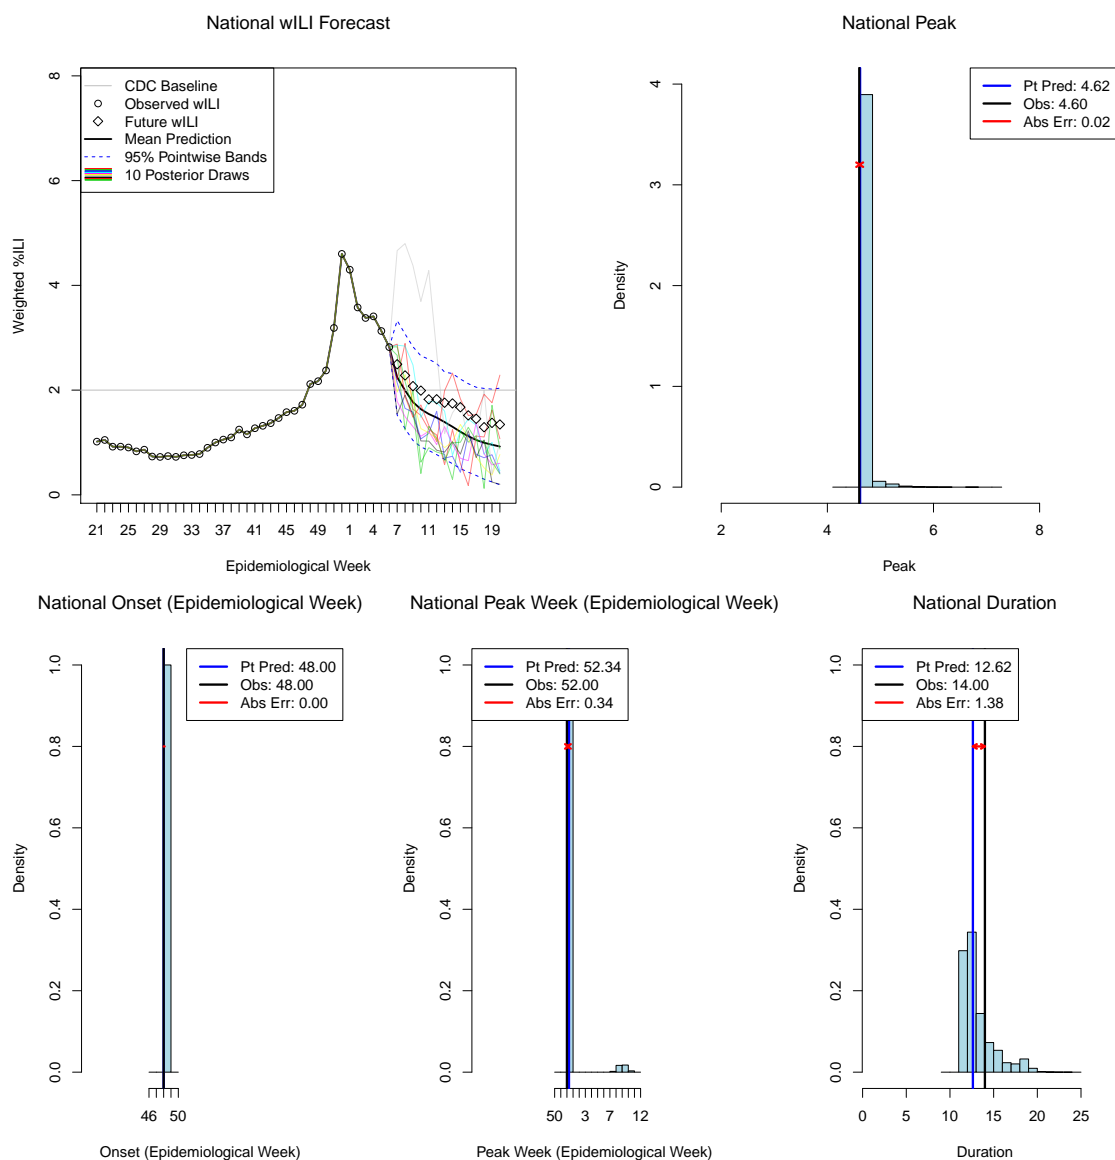 National wILI Forecast
CDC Baseline
Observed wILI
Future wILI
Mean Prediction
95% Pointwise Bands
10 Posterior Draws
Weighted %ILI
0 2 4 6 8
21 25 29 33 37 41 45 49 1 4 7 11 15 19
Epidemiological Week
National Peak
Pt Pred: 4.62
Obs: 4.60
Abs Err: 0.02
Density
0 1 2 3 4
2 4 6 8
Peak
National Onset (Epidemiological Week)
Pt Pred: 48.00
Obs: 48.00
Abs Err: 0.00
Density
0.0 0.2 0.4 0.6 0.8 1.0
46 50
Onset (Epidemiological Week)
National Peak Week (Epidemiological Week)
Pt Pred: 52.34
Obs: 52.00
Abs Err: 0.34
Density
0.0 0.2 0.4 0.6 0.8 1.0
50 3 7 12
Peak Week (Epidemiological Week)
National Duration
Pt Pred: 12.62
Obs: 14.00
Abs Err: 1.38
Density
0.0 0.2 0.4 0.6 0.8 1.0
0 5 10 15 20 25
Duration